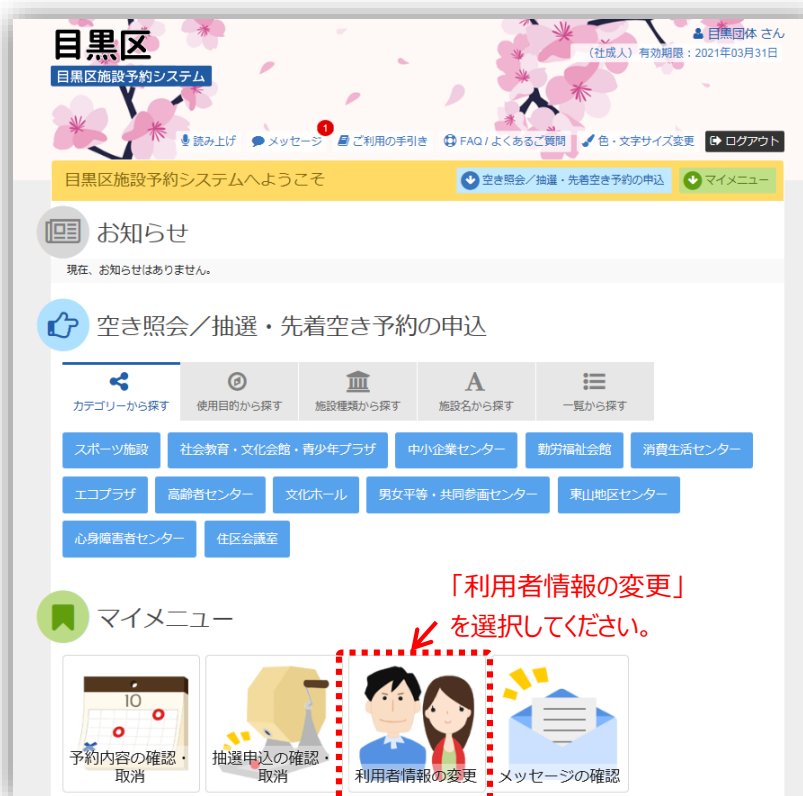 目黒区
目黒区施設予約システム
目黒団体 さん
(社成人)有効期限:2021年03月31日
読み上げ メッセージ 1 ご利用の手引き FAQ / よくあるご質問 色・文字サイズ変更 ログアウト
目黒区施設予約システムへようこそ 空き照会/抽選・先着空き予約の申込 マイメニュー
お知らせ
現在、お知らせはありません。
空き照会/抽選・先着空き予約の申込
カテゴリーから探す 使用目的から探す 施設種類から探す 施設名から探す 一覧から探す
スポーツ施設 社会教育・文化会館・青少年プラザ 中小企業センター 勤労福祉会館 消費生活センター
エコプラザ 高齢者センター 文化ホール 男女平等・共同参画センター 東山地区センター
心身障害者センター 住区会議室
「利用者情報の変更」
を選択してください。
マイメニュー
10
予約内容の確認・
取消
抽選申込の確認・
取消
利用者情報の変更
メッセージの確認